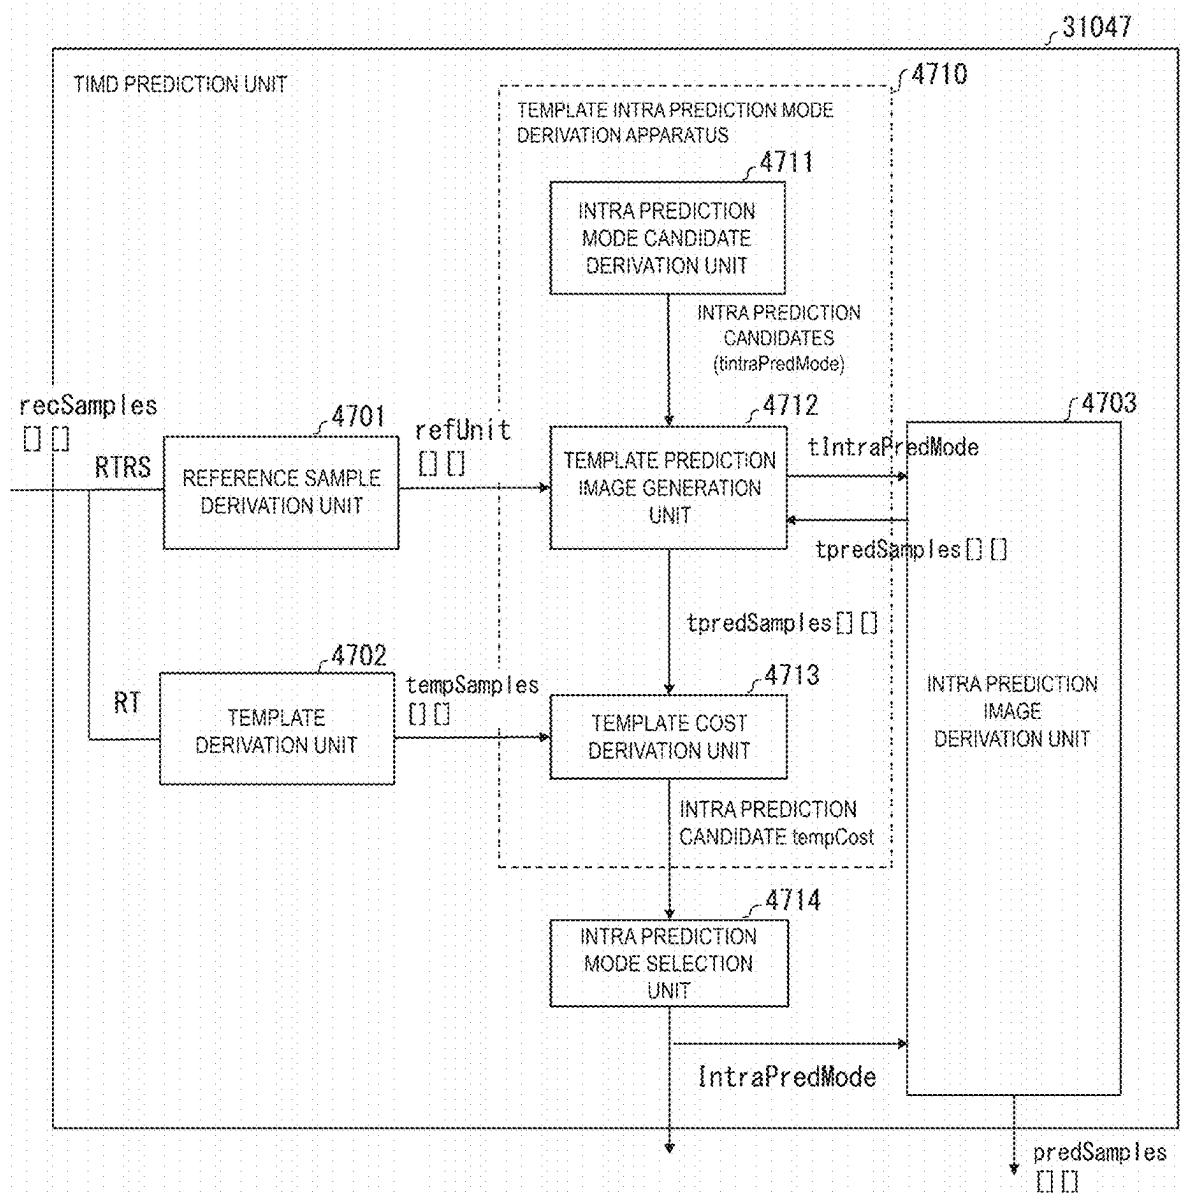 31047
TIMD PREDICTION UNIT
4710
TEMPLATE INTRA PREDICTION MODE
DERIVATION APPARATUS
4711
INTRA PREDICTION
MODE CANDIDATE
DERIVATION UNIT
INTRA PREDICTION
CANDIDATES
(tintraPredMode)
recSamples
[] []
RTRS
4701
REFERENCE SAMPLE
DERIVATION UNIT
refUnit
[] []
4712
TEMPLATE PREDICTION
IMAGE GENERATION
UNIT
tIntraPredMode
tpredSamples[] []
4703
INTRA PREDICTION
IMAGE
DERIVATION UNIT
tpredSamples[] []
RT
4702
TEMPLATE
DERIVATION UNIT
tempSamples
[] []
4713
TEMPLATE COST
DERIVATION UNIT
INTRA PREDICTION
CANDIDATE tempCost
4714
INTRA PREDICTION
MODE SELECTION
UNIT
IntraPredMode
predSamples
[] []